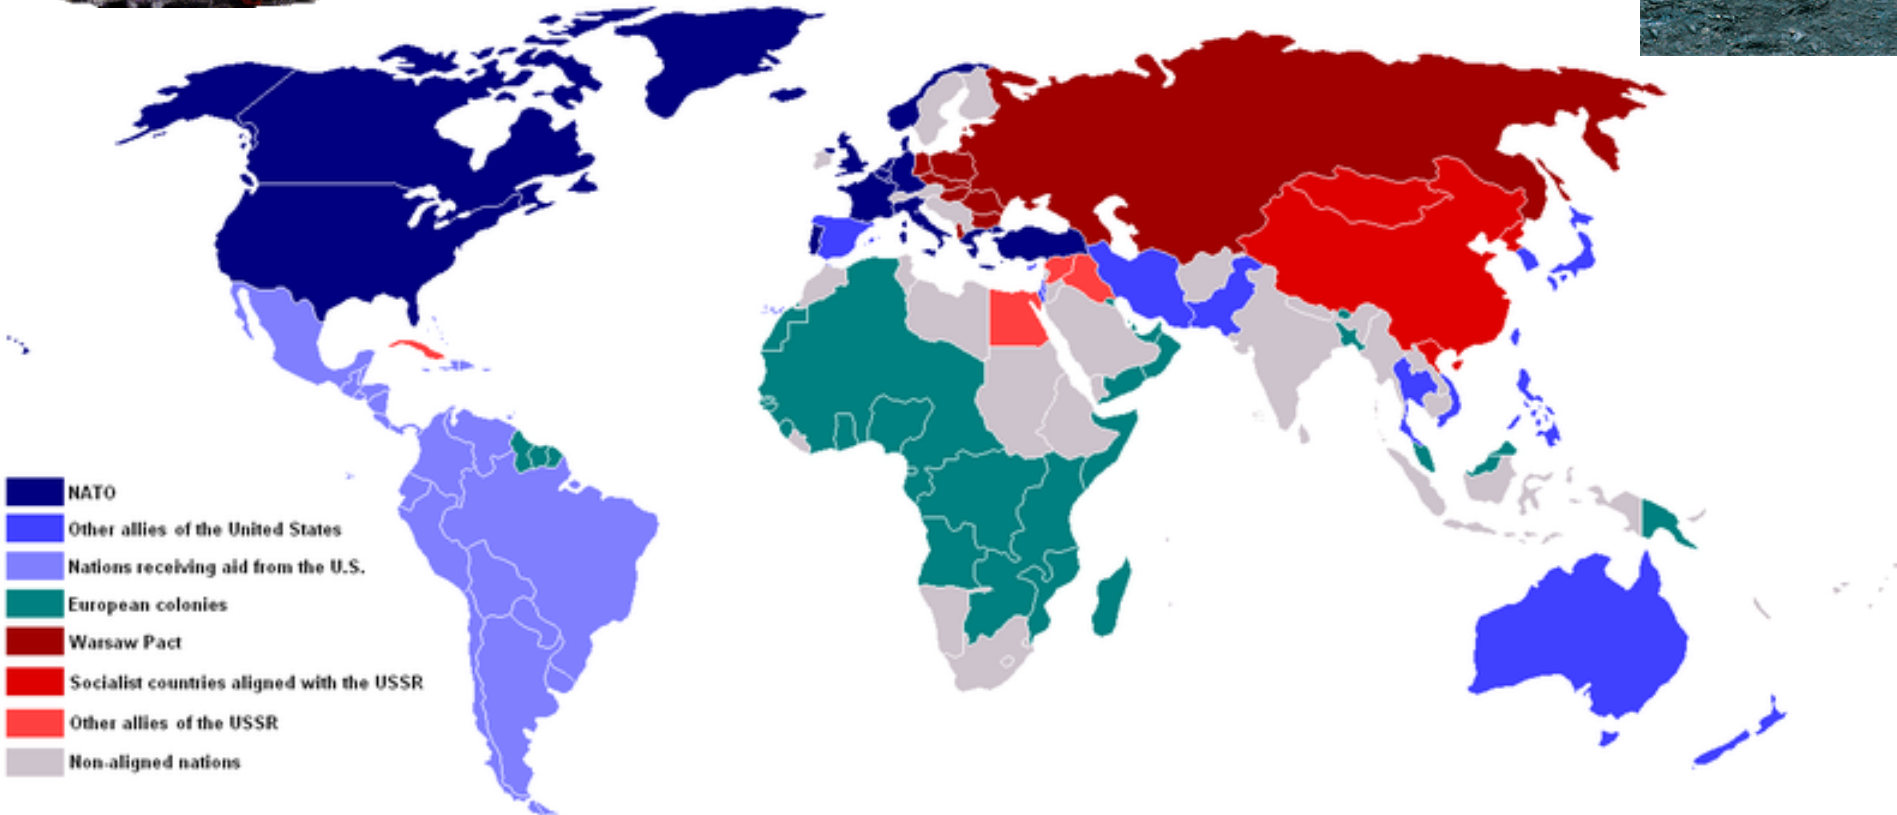 NATO
Other allies of the United States
Nations receiving aid from the U.S.
European colonies
Warsaw Pact
Socialist countries aligned with the USSR
Other allies of the USSR
Non-aligned nations